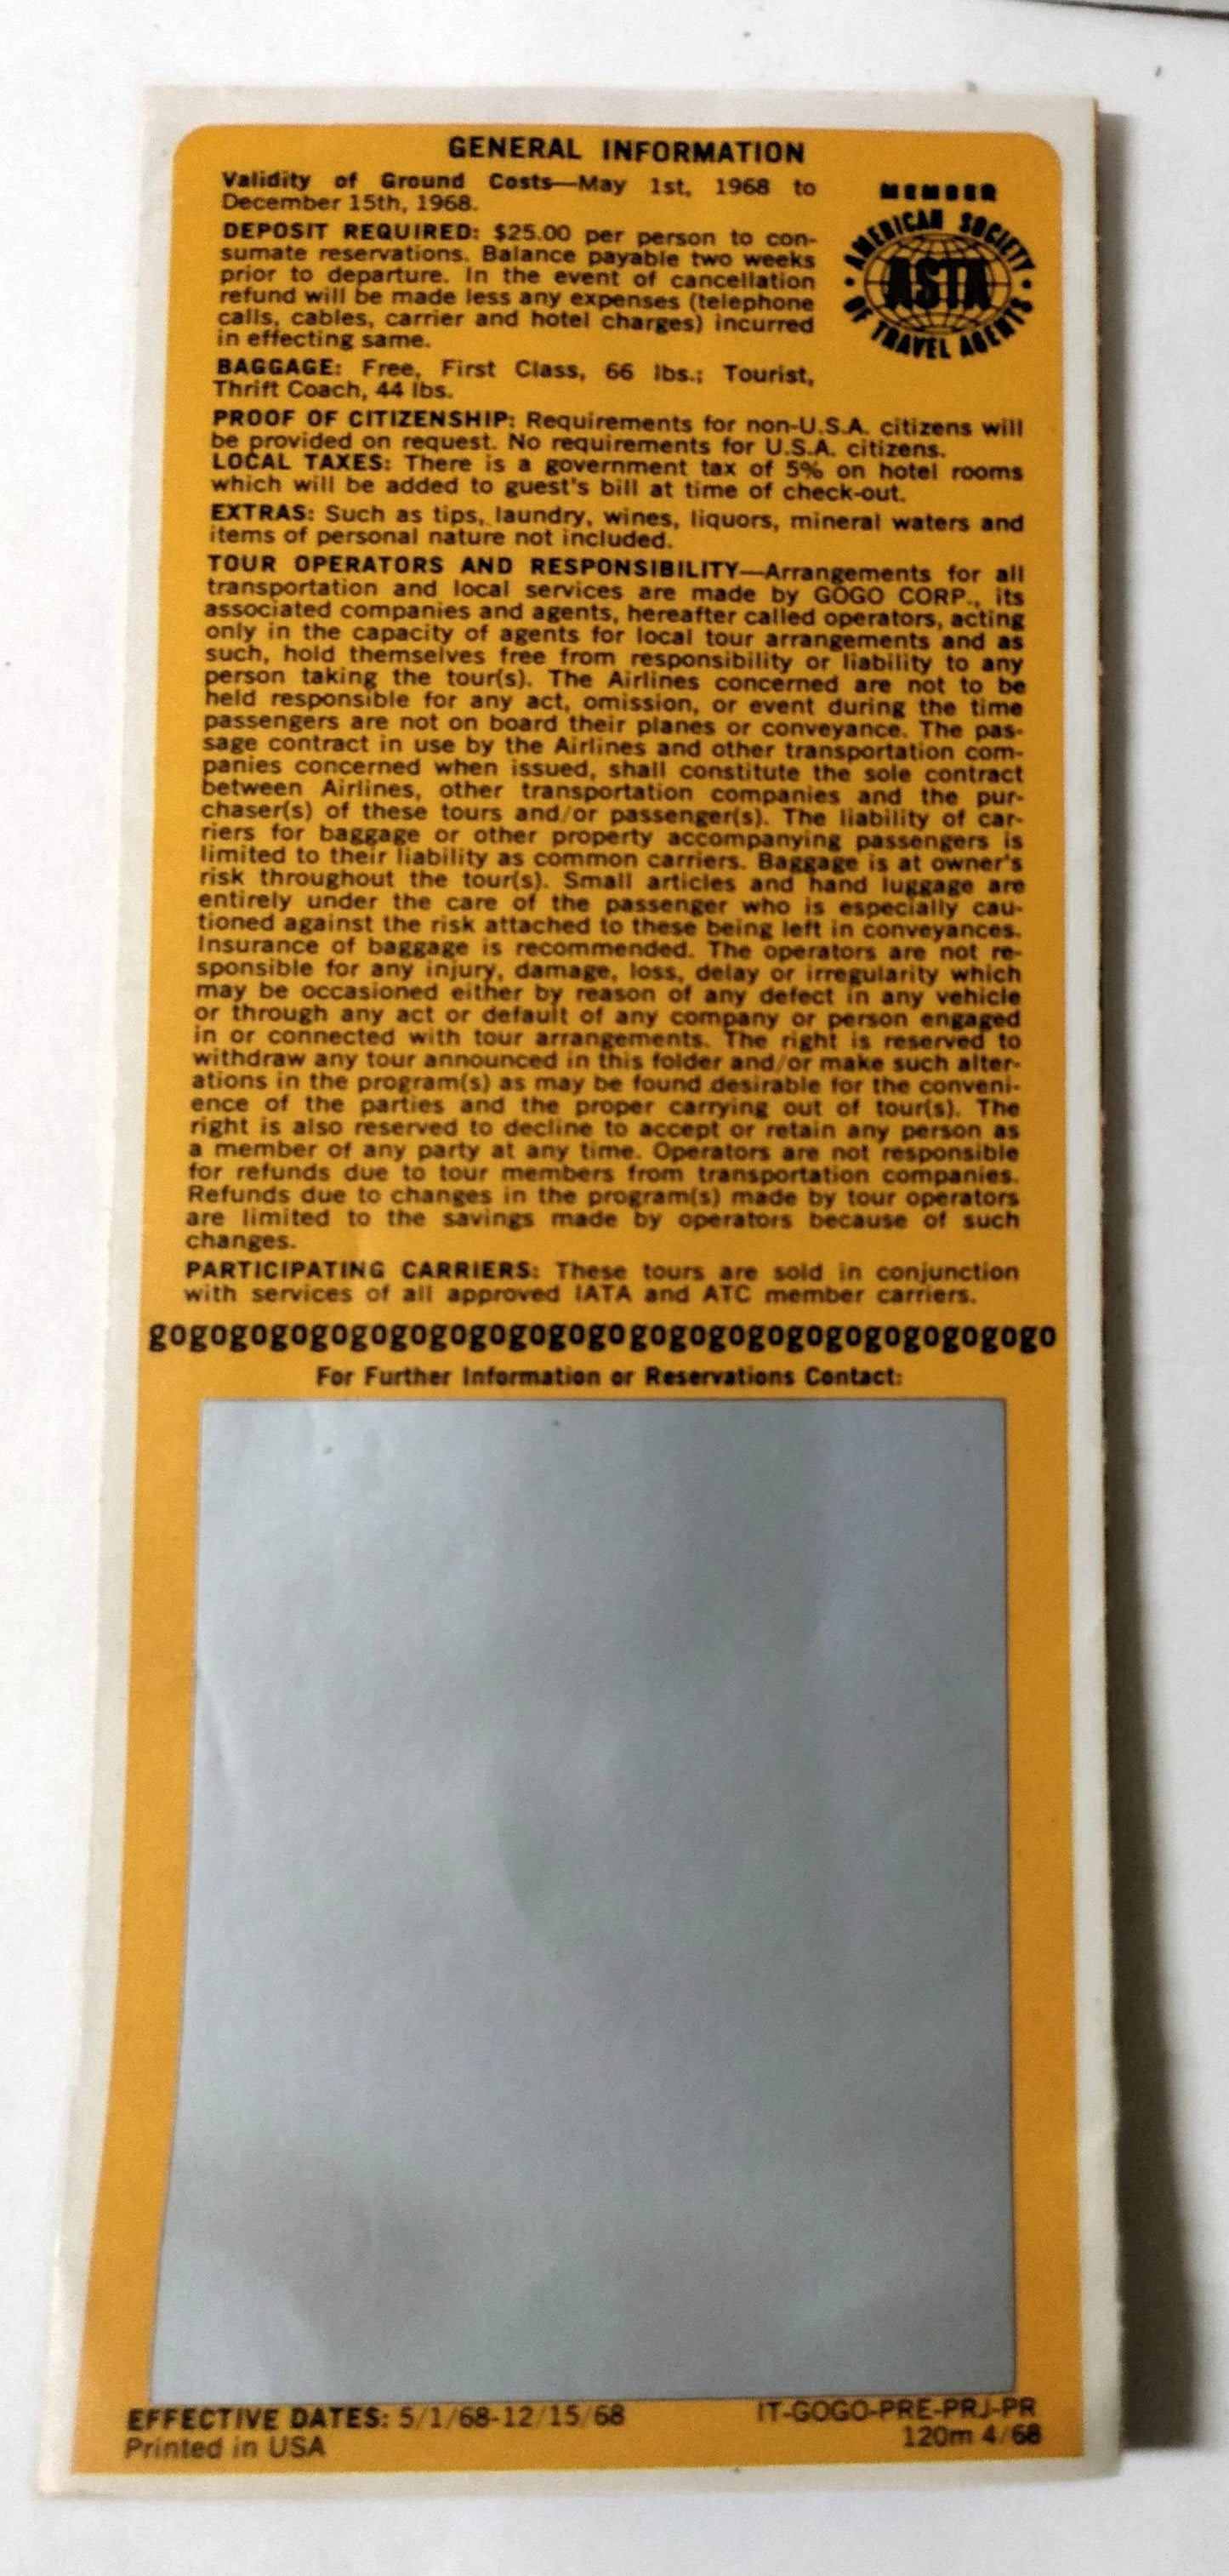 GENERAL INFORMATION
Validity of Ground Costs—May 1st, 1968 to
December 15th, 1968.
MEMBER
AMERICAN SOCIETY
ASTA
OF TRAVEL AGENTS
DEPOSIT REQUIRED: $25.00 per person to con-
sumate reservations. Balance payable two weeks
prior to departure. In the event of cancellation
refund will be made less any expenses (telephone
calls, cables, carrier and hotel charges) incurred
in effecting same.
BAGGAGE: Free, First Class, 66 lbs.; Tourist,
Thrift Coach, 44 lbs.
PROOF OF CITIZENSHIP: Requirements for non-U.S.A. citizens will
be provided on request. No requirements for U.S.A. citizens.
LOCAL TAXES: There is a government tax of 5% on hotel rooms
which will be added to guest's bill at time of check-out.
EXTRAS: Such as tips, laundry, wines, liquors, mineral waters and
items of personal nature not included.
TOUR OPERATORS AND RESPONSIBILITY—Arrangements for all
transportation and local services are made by GOGO CORP., its
associated companies and agents, hereafter called operators, acting
only in the capacity of agents for local tour arrangements and as
such, hold themselves free from responsibility or liability to any
person taking the tour(s). The Airlines concerned are not to be
held responsible for any act, omission, or event during the time
passengers are not on board their planes or conveyance. The pas-
sage contract in use by the Airlines and other transportation com-
panies concerned when issued, shall constitute the sole contract
between Airlines, other transportation companies and the pur-
chaser(s) of these tours and/or passenger(s). The liability of car-
riers for baggage or other property accompanying passengers is
limited to their liability as common carriers. Baggage is at owner's
risk throughout the tour(s). Small articles and hand luggage are
entirely under the care of the passenger who is especially cau-
tioned against the risk attached to these being left in conveyances.
Insurance of baggage is recommended. The operators are not re-
sponsible for any injury, damage, loss, delay or irregularity which
may be occasioned either by reason of any defect in any vehicle
or through any act or default of any company or person engaged
in or connected with tour arrangements. The right is reserved to
withdraw any tour announced in this folder and/or make such alter-
ations in the program(s) as may be found desirable for the conveni-
ence of the parties and the proper carrying out of tour(s). The
right is also reserved to decline to accept or retain any person as
a member of any party at any time. Operators are not responsible
for refunds due to tour members from transportation companies.
Refunds due to changes in the program(s) made by tour operators
are limited to the savings made by operators because of such
changes.
PARTICIPATING CARRIERS: These tours are sold in conjunction
with services of all approved IATA and ATC member carriers.
gogogogogogogogogogogogogogogogogogogogogogogo
For Further Information or Reservations Contact:
EFFECTIVE DATES: 5/1/68-12/15/68
Printed in USA
IT-GOGO-PRE-PRJ-PR
120m 4/68